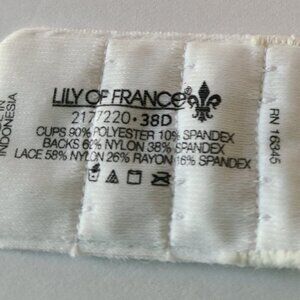 LILY OF FRANCE®
2177220 • 38D
CUPS 90% POLYESTER 10% SPANDEX
BACKS 62% NYLON 38% SPANDEX
LACE 58% NYLON 26% RAYON 16% SPANDEX
IN
INDONESIA
RN 16345